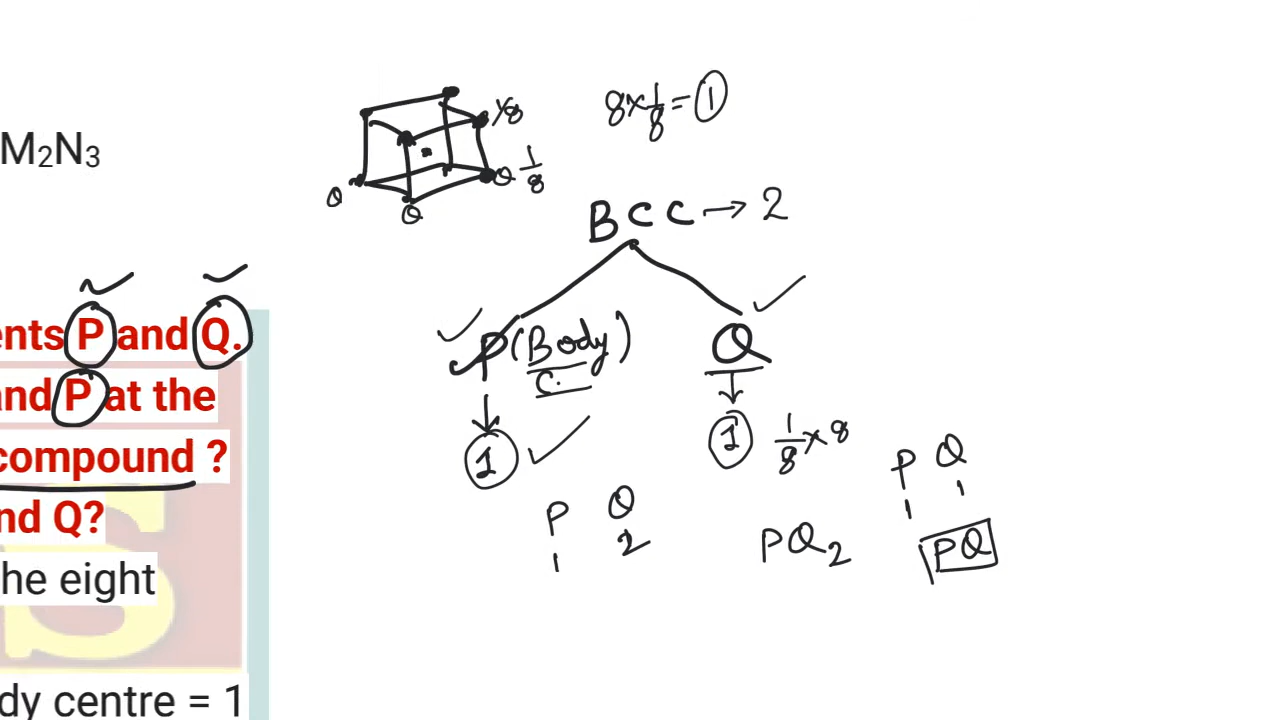 M₂N₃
ents P and Q.
and P at the
compound ?
nd Q?
he eight
dy centre = 1
1/8
Q 1/8
Q
Q
8 × 1/8 = 1
BCC → 2
P (Body
C.
)
Q
1
1 1/8 × 8
P Q
1 2
PQ₂
P Q
1 1
PQ